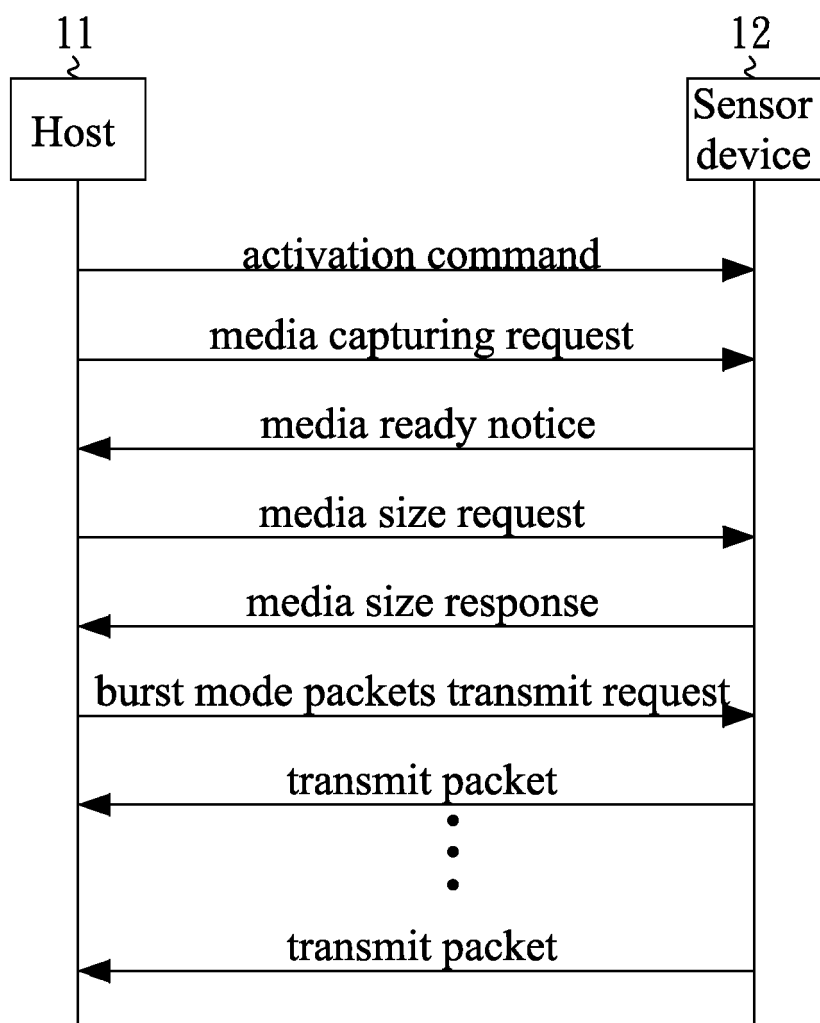 11
12
Host
Sensor
device
activation command
media capturing request
media ready notice
media size request
media size response
burst mode packets transmit request
transmit packet
transmit packet